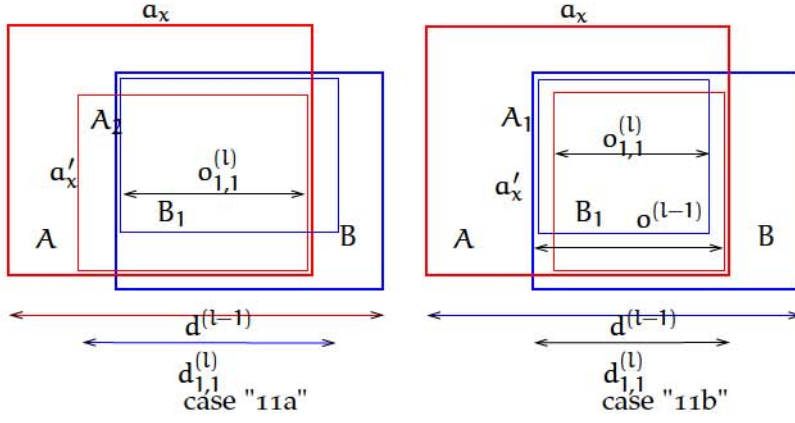 a_x
A_2
o_{1,1}^{(l)}
a'_x
B_1
A
B
d^{(l-1)}
d_{1,1}^{(l)}
case "11a"
a_x
A_1
o_{1,1}^{(l)}
a'_x
B_1 o^{(l-1)}
A
B
d^{(l-1)}
d_{1,1}^{(l)}
case "11b"